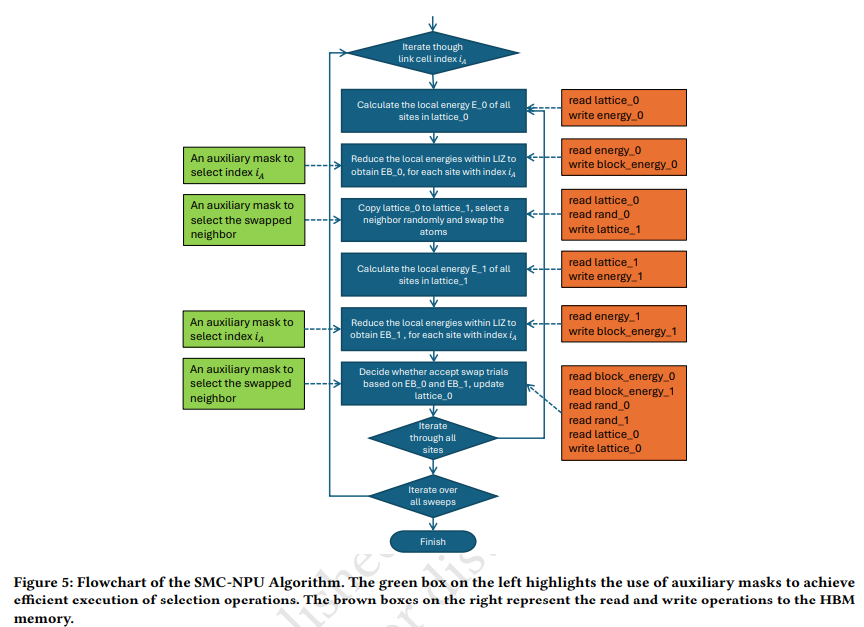 Iterate though
link cell index i_A
Calculate the local energy E_0 of all
sites in lattice_0
read lattice_0
write energy_0
An auxiliary mask to
select index i_A
Reduce the local energies within LIZ to
obtain EB_0, for each site with index i_A
read energy_0
write block_energy_0
An auxiliary mask to
select the swapped
neighbor
Copy lattice_0 to lattice_1, select a
neighbor randomly and swap the
atoms
read lattice_0
read rand_0
write lattice_1
Calculate the local energy E_1 of all
sites in lattice_1
read lattice_1
write energy_1
An auxiliary mask to
select index i_A
Reduce the local energies within LIZ to
obtain EB_1 , for each site with index i_A
read energy_1
write block_energy_1
An auxiliary mask to
select the swapped
neighbor
Decide whether accept swap trials
based on EB_0 and EB_1, update
lattice_0
read block_energy_0
read block_energy_1
read rand_0
read rand_1
read lattice_0
write lattice_0
Iterate
through all
sites
Iterate over
all sweeps
Finish
Figure 5: Flowchart of the SMC-NPU Algorithm. The green box on the left highlights the use of auxiliary masks to achieve
efficient execution of selection operations. The brown boxes on the right represent the read and write operations to the HBM
memory.